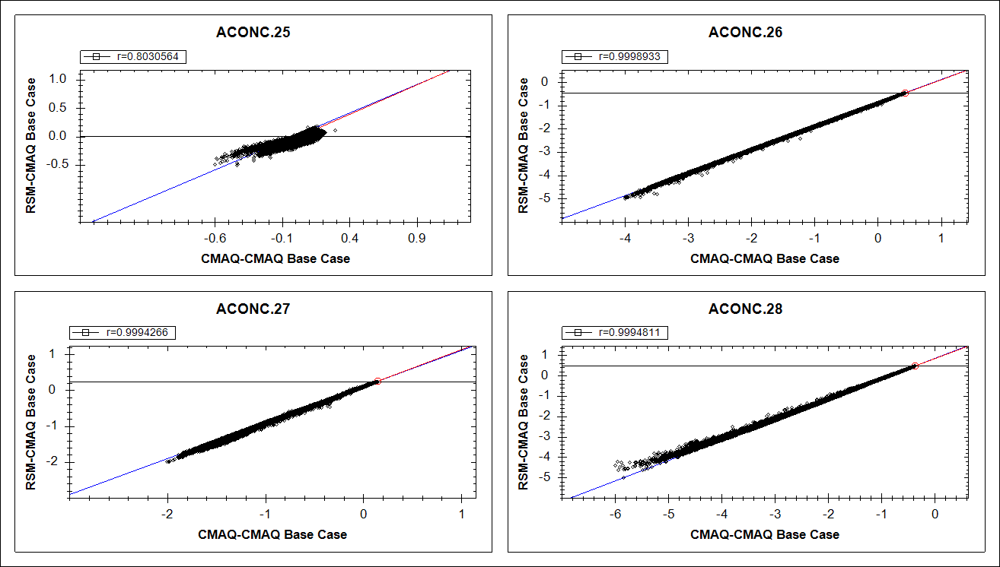 ACONC.25
r=0.8030564
RSM-CMAQ Base Case
1.0
0.5
0.0
-0.5
-0.6 -0.1 0.4 0.9
CMAQ-CMAQ Base Case
ACONC.26
r=0.9998933
RSM-CMAQ Base Case
0
-1
-2
-3
-4
-5
-4 -3 -2 -1 0 1
CMAQ-CMAQ Base Case
ACONC.27
r=0.9994266
RSM-CMAQ Base Case
1
0
-1
-2
-2 -1 0 1
CMAQ-CMAQ Base Case
ACONC.28
r=0.9994811
RSM-CMAQ Base Case
1
0
-1
-2
-3
-4
-5
-6 -5 -4 -3 -2 -1 0
CMAQ-CMAQ Base Case